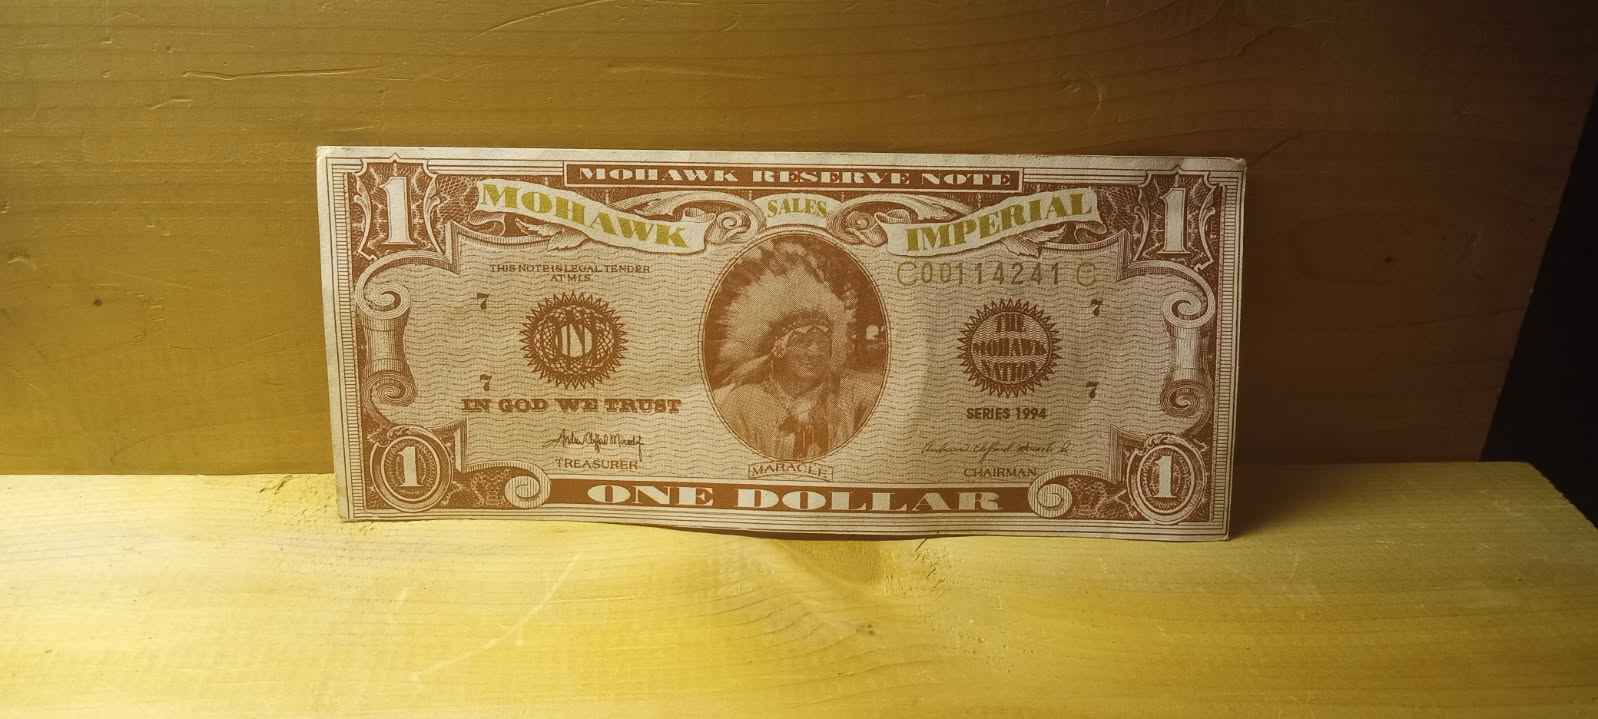 1 MOHAWK RESERVE NOTE 1
MOHAWK SALES IMPERIAL
THIS NOTE IS LEGAL TENDER
AT M.I.S.
C00114241 C
7 7
IN
THE
MOHAWK
NATION
7 7
IN GOD WE TRUST
SERIES 1994
TREASURER
MARACLE
CHAIRMAN
1 ONE DOLLAR 1